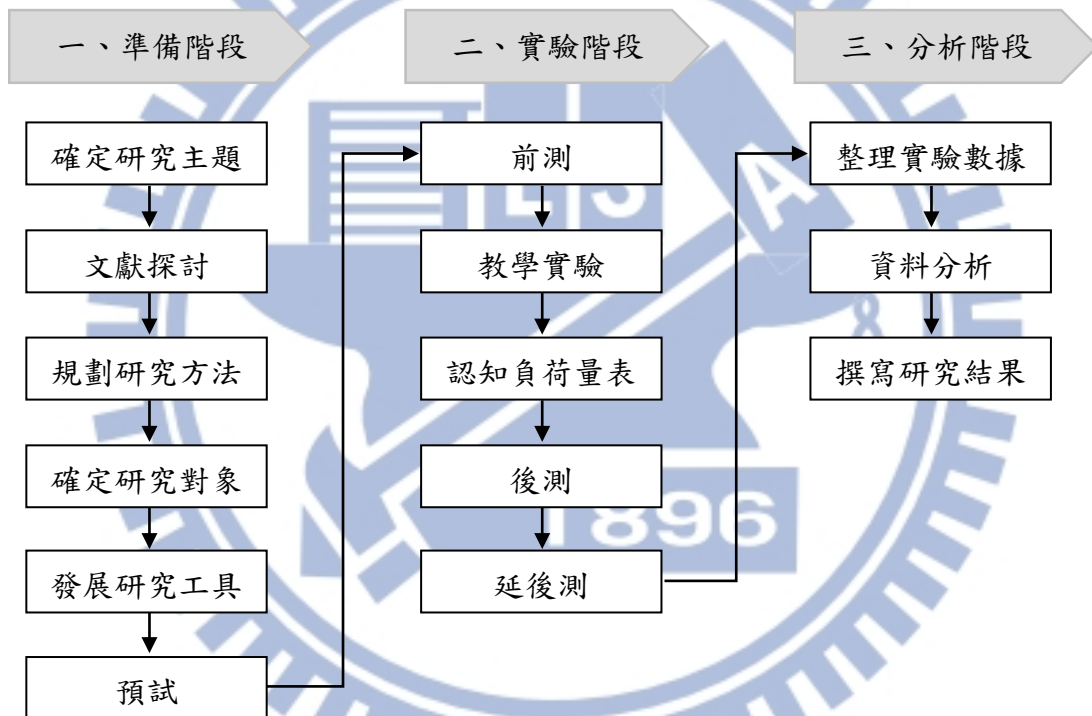 一、準備階段
二、實驗階段
三、分析階段
確定研究主題
文獻探討
規劃研究方法
確定研究對象
發展研究工具
預試
前測
教學實驗
認知負荷量表
後測
延後測
整理實驗數據
資料分析
撰寫研究結果
1896